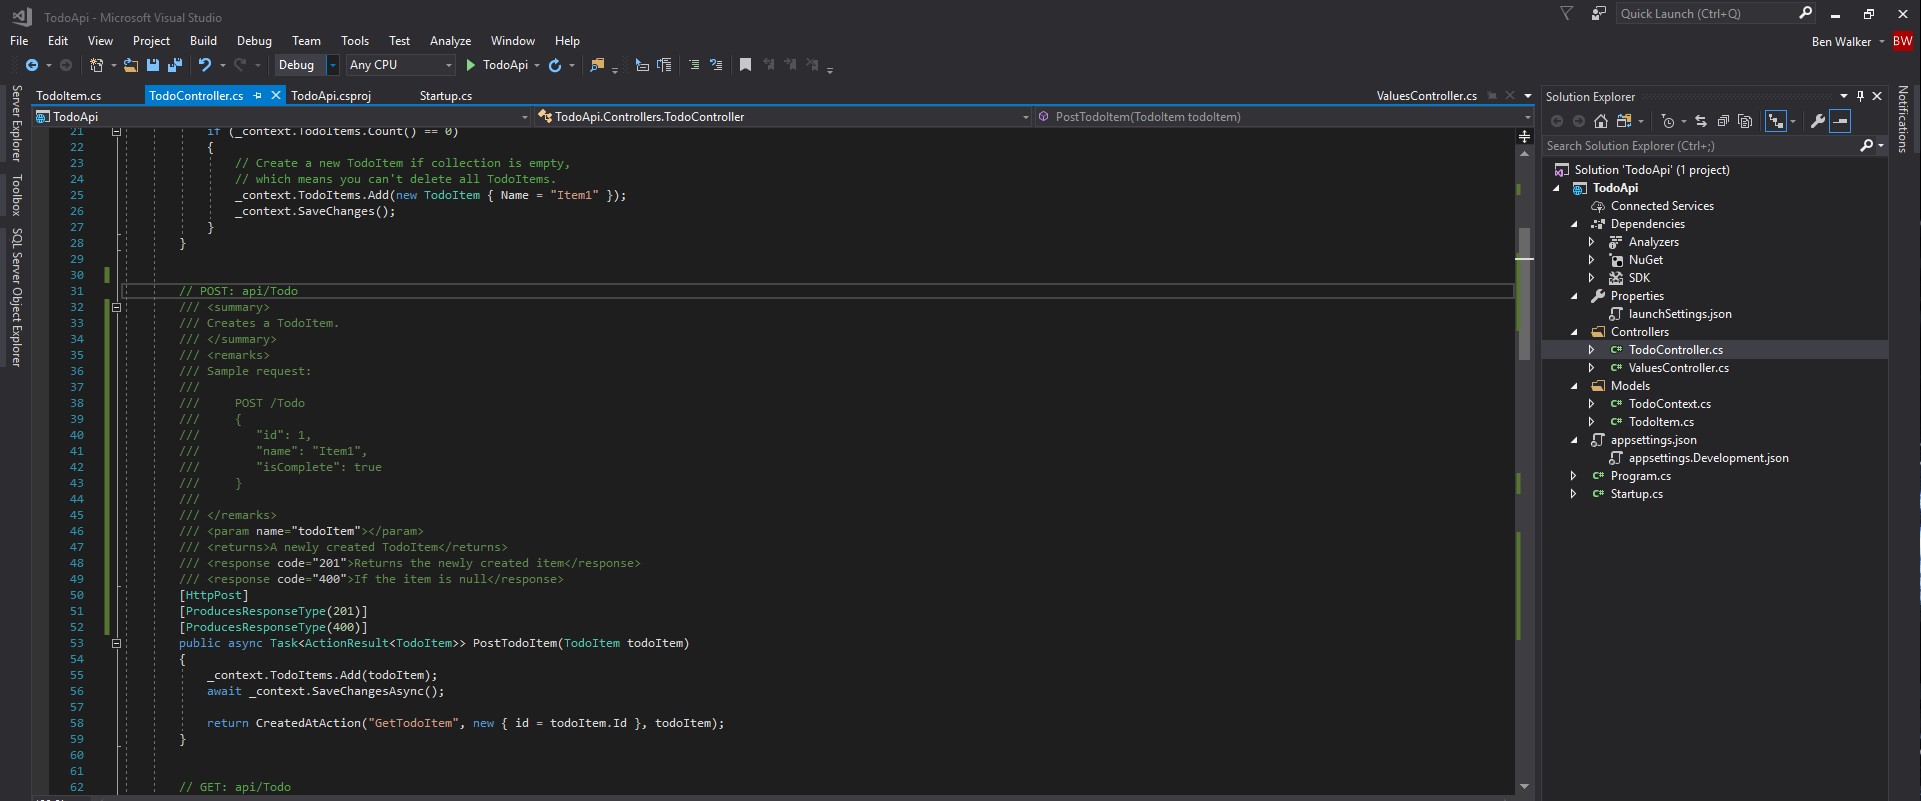 TodoApi - Microsoft Visual Studio
Quick Launch (Ctrl+Q)
File Edit View Project Build Debug Team Tools Test Analyze Window Help
Ben Walker BW
Debug Any CPU TodoApi
Server Explorer
Toolbox
SQL Server Object Explorer
TodoItem.cs TodoController.cs TodoApi.csproj Startup.cs ValuesController.cs
TodoApi TodoApi.Controllers.TodoController PostTodoItem(TodoItem todoItem)
21 if (_context.TodoItems.Count() == 0)
22 {
23 // Create a new TodoItem if collection is empty,
24 // which means you can't delete all TodoItems.
25 _context.TodoItems.Add(new TodoItem { Name = "Item1" });
26 _context.SaveChanges();
27 }
28 }
29
30
31 // POST: api/Todo
32 /// <summary>
33 /// Creates a TodoItem.
34 /// </summary>
35 /// <remarks>
36 /// Sample request:
37 ///
38 /// POST /Todo
39 /// {
40 /// "id": 1,
41 /// "name": "Item1",
42 /// "isComplete": true
43 /// }
44 ///
45 /// </remarks>
46 /// <param name="todoItem"></param>
47 /// <returns>A newly created TodoItem</returns>
48 /// <response code="201">Returns the newly created item</response>
49 /// <response code="400">If the item is null</response>
50 [HttpPost]
51 [ProducesResponseType(201)]
52 [ProducesResponseType(400)]
53 public async Task<ActionResult<TodoItem>> PostTodoItem(TodoItem todoItem)
54 {
55 _context.TodoItems.Add(todoItem);
56 await _context.SaveChangesAsync();
57
58 return CreatedAtAction("GetTodoItem", new { id = todoItem.Id }, todoItem);
59 }
60
61
62 // GET: api/Todo
Solution Explorer
Search Solution Explorer (Ctrl+;)
Solution 'TodoApi' (1 project)
TodoApi
Connected Services
Dependencies
Analyzers
NuGet
SDK
Properties
launchSettings.json
Controllers
C# TodoController.cs
C# ValuesController.cs
Models
C# TodoContext.cs
C# TodoItem.cs
appsettings.json
appsettings.Development.json
C# Program.cs
C# Startup.cs
Notifications